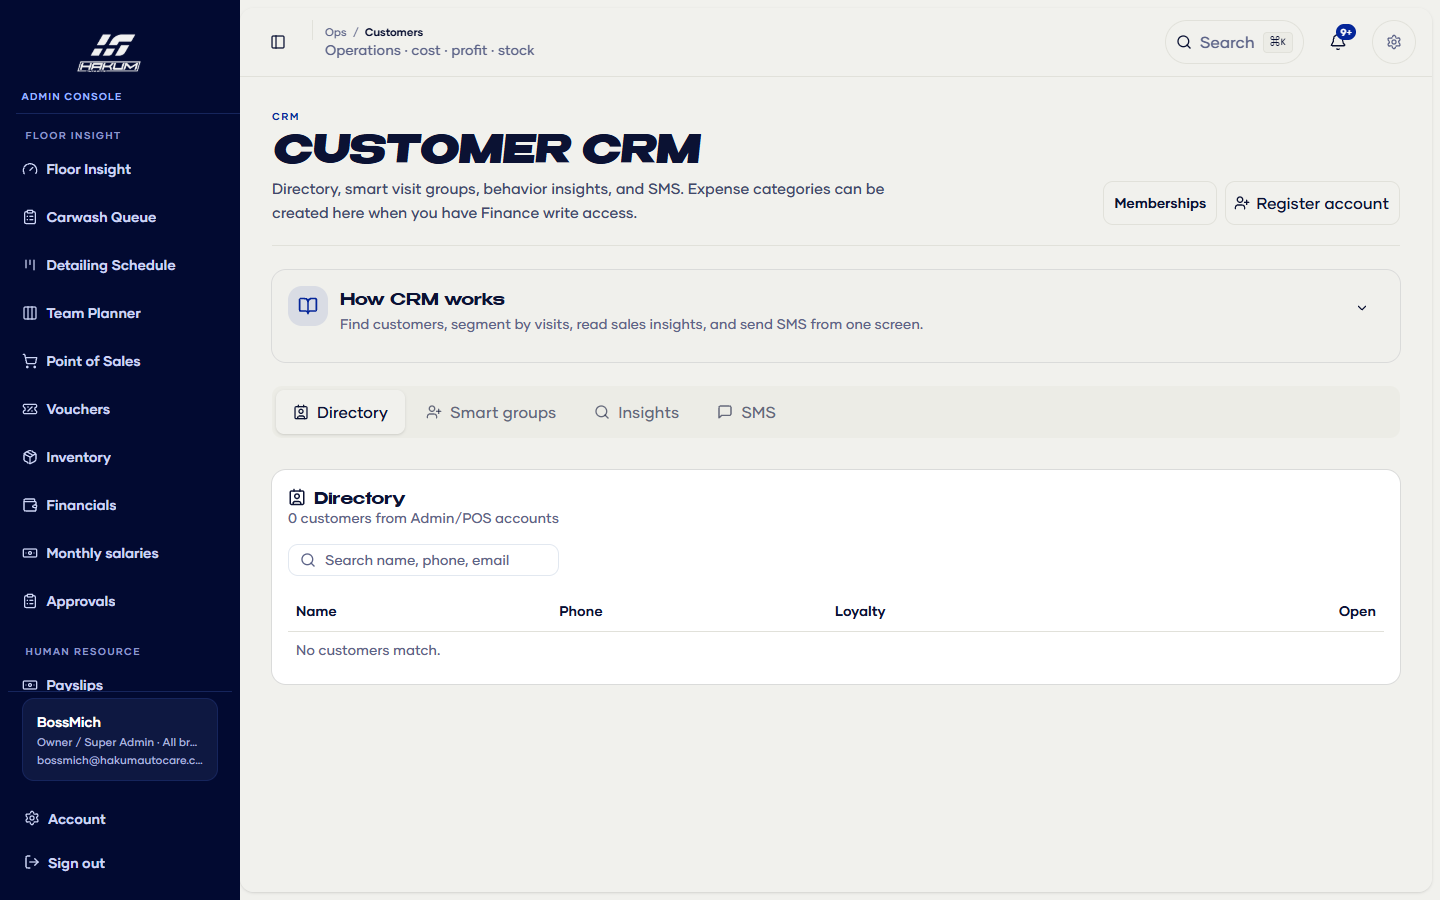 HAKUM
ADMIN CONSOLE
FLOOR INSIGHT
Floor Insight
Carwash Queue
Detailing Schedule
Team Planner
Point of Sales
Vouchers
Inventory
Financials
Monthly salaries
Approvals
HUMAN RESOURCE
Payslips
BossMich
Owner / Super Admin · All br...
bossmich@hakumautocare.c...
Account
Sign out
Ops / Customers
Operations · cost · profit · stock
Search ⌘K
9+
CRM
CUSTOMER CRM
Directory, smart visit groups, behavior insights, and SMS. Expense categories can be
created here when you have Finance write access.
Memberships
Register account
How CRM works
Find customers, segment by visits, read sales insights, and send SMS from one screen.
Directory
Smart groups
Insights
SMS
Directory
0 customers from Admin/POS accounts
Search name, phone, email
Name Phone Loyalty Open
No customers match.